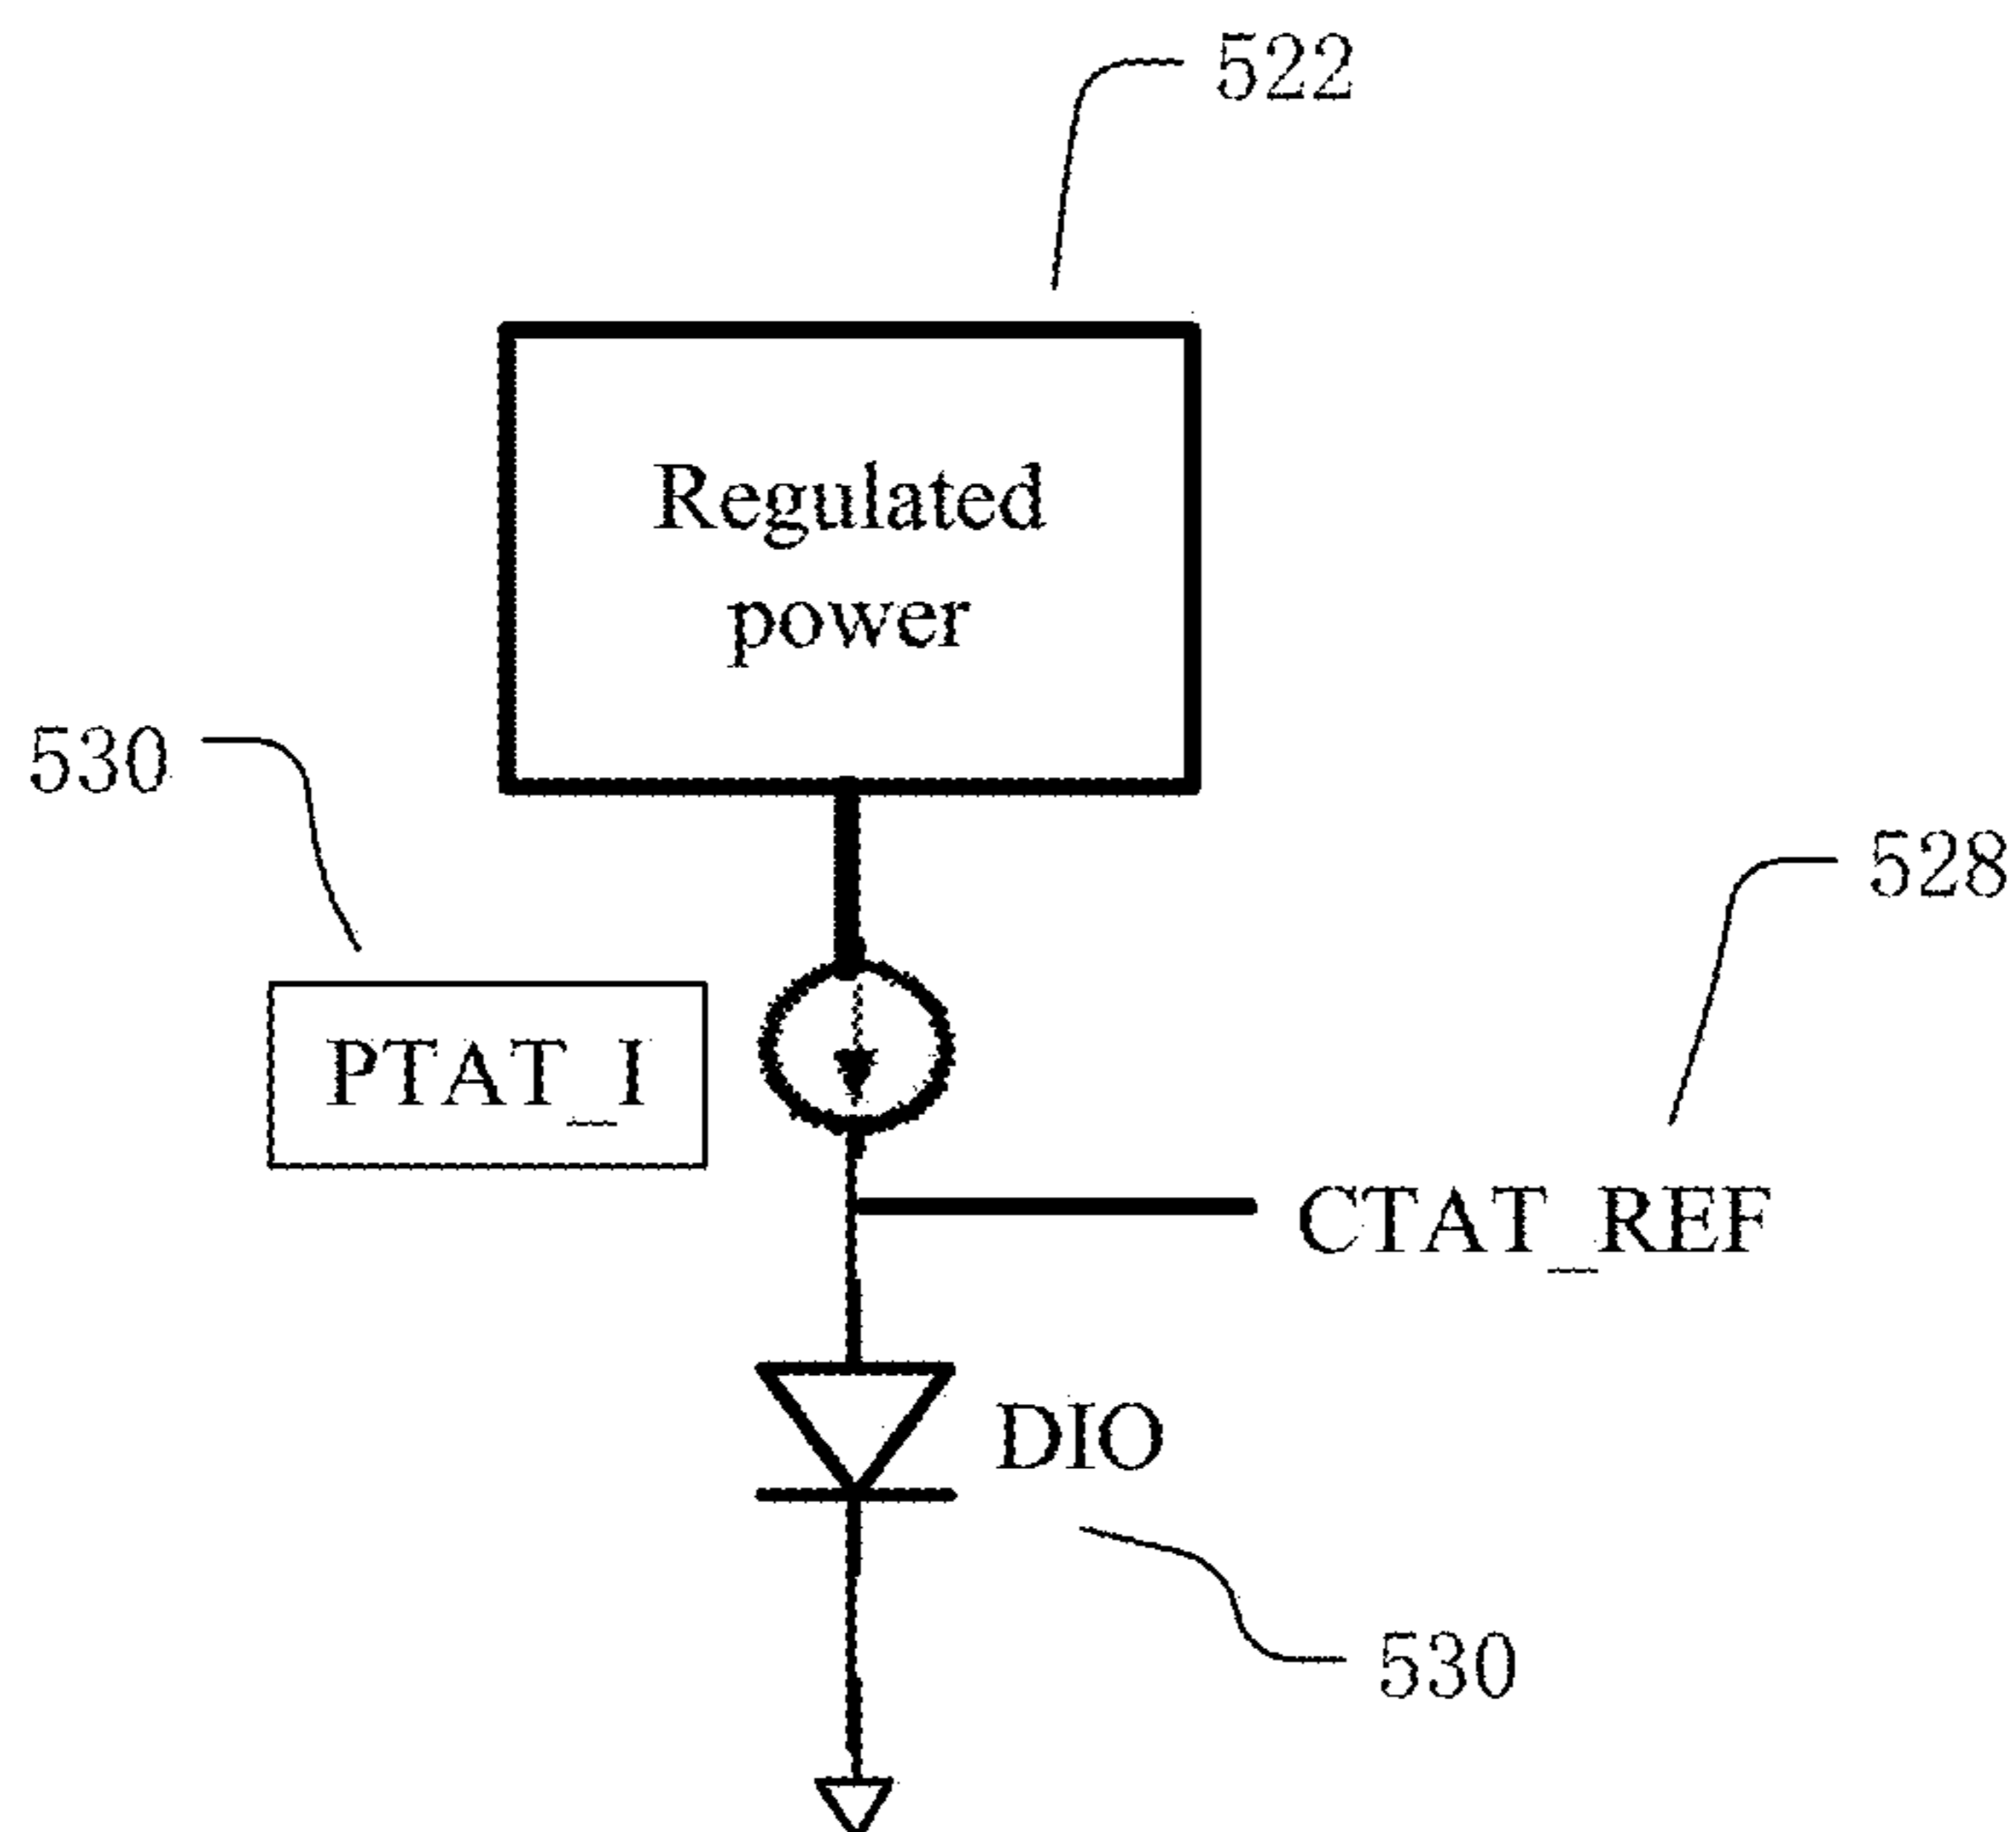 522
Regulated
power
530
528
PTAT_I
CTAT_REF
DIO
530